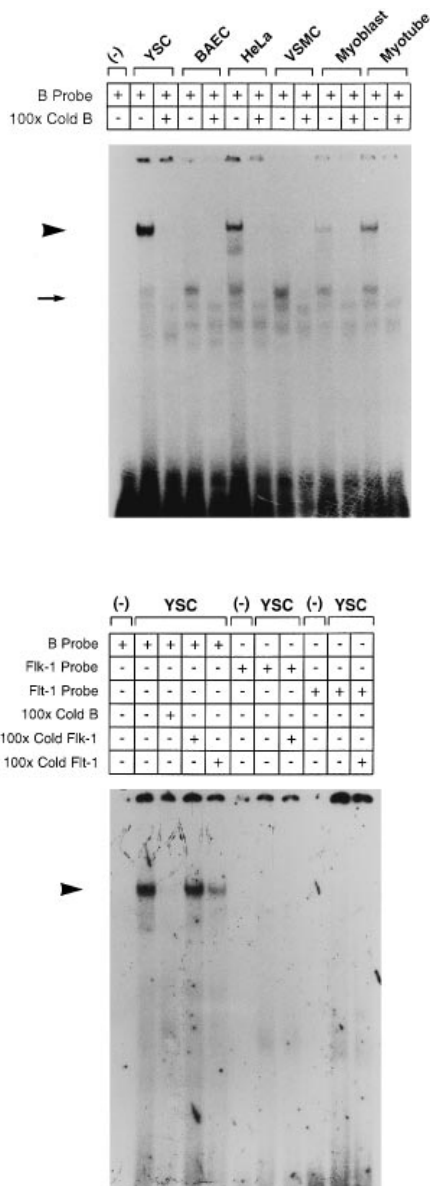 (-) YSC BAEC HeLa VSMC Myoblast Myotube
B Probe + + + + + + + + + + + + +
100x Cold B - - + - + - + - + - + - +
(-) YSC (-) YSC (-) YSC
B Probe + + + + + - - - - - -
Flk-1 Probe - - - - - + + + - - -
Flt-1 Probe - - - - - - - - + + +
100x Cold B - - + - - - - - - - -
100x Cold Flk-1 - - - + - - - + - - -
100x Cold Flt-1 - - - - + - - - - - +